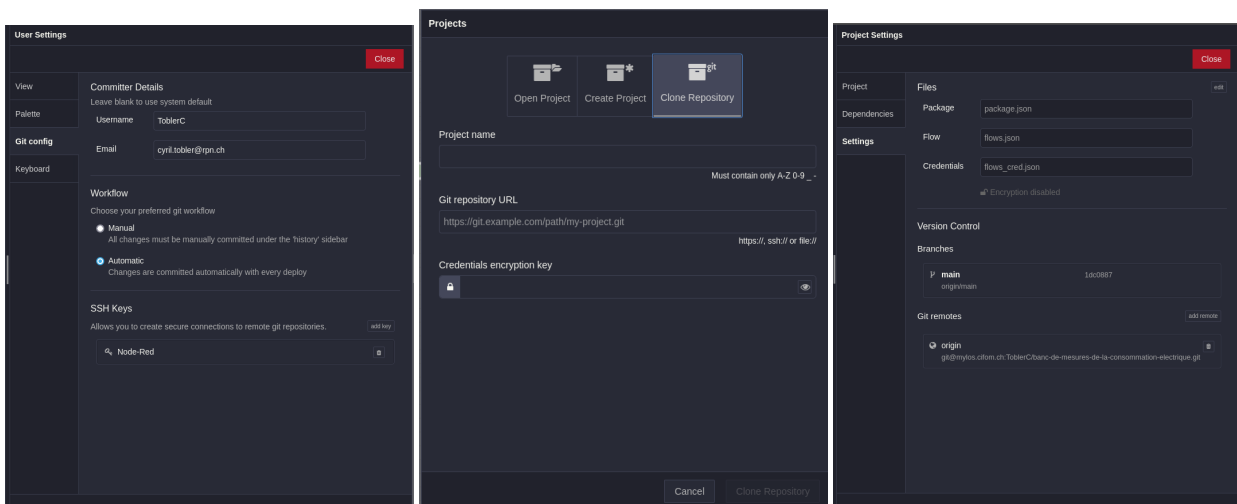 User Settings
Close
View
Palette
Git config
Keyboard
Committer Details
Leave blank to use system default
Username
ToblerC
Email
cyril.tobler@rpn.ch
Workflow
Choose your preferred git workflow
Manual
All changes must be manually committed under the 'history' sidebar
Automatic
Changes are committed automatically with every deploy
SSH Keys
Allows you to create secure connections to remote git repositories.
add key
Node-Red
Projects
Open Project
Create Project
git
Clone Repository
Project name
Must contain only A-Z 0-9 _ -
Git repository URL
https://git.example.com/path/my-project.git
https://, ssh:// or file://
Credentials encryption key
Cancel
Clone Repository
Project Settings
Close
Project
Dependencies
Settings
Files
edit
Package
package.json
Flow
flows.json
Credentials
flows_cred.json
Encryption disabled
Version Control
Branches
main
1dc0887
origin/main
Git remotes
add remote
origin
git@mylos.cifom.ch:ToblerC/banc-de-mesures-de-la-consommation-electrique.git